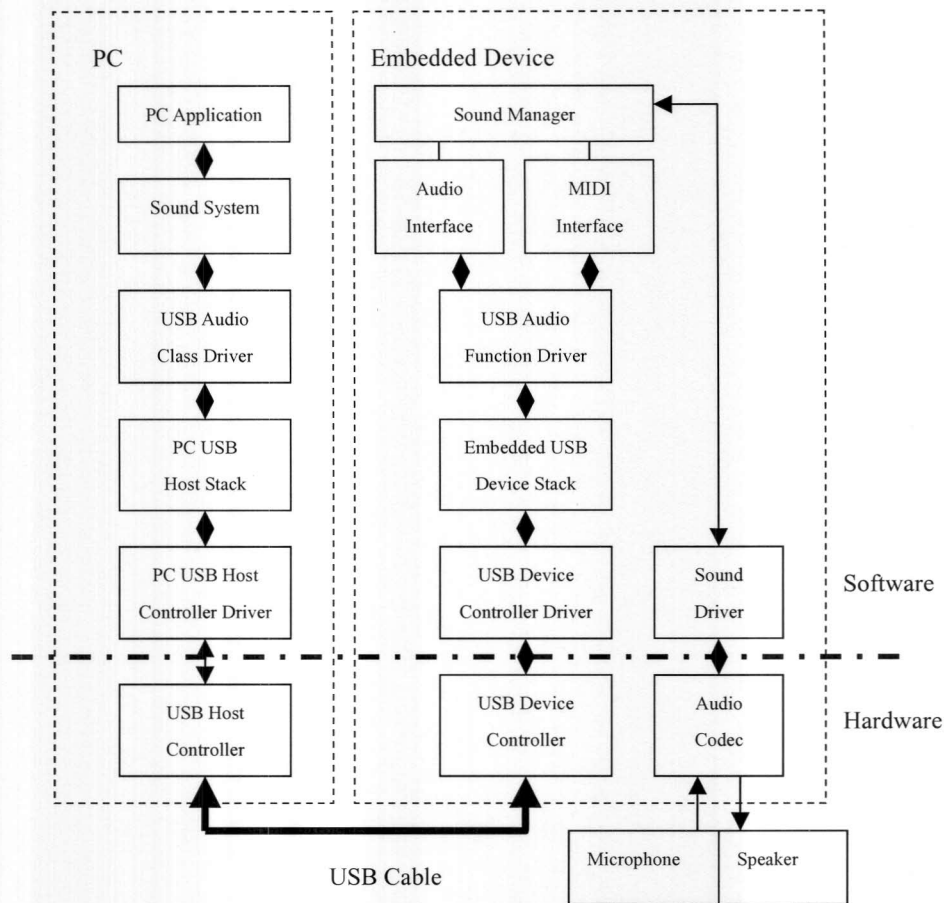 PC
PC Application
Sound System
USB Audio
Class Driver
PC USB
Host Stack
PC USB Host
Controller Driver
USB Host
Controller
Embedded Device
Sound Manager
Audio
Interface
MIDI
Interface
USB Audio
Function Driver
Embedded USB
Device Stack
USB Device
Controller Driver
Sound
Driver
USB Device
Controller
Audio
Codec
Software
Hardware
Microphone
Speaker
USB Cable